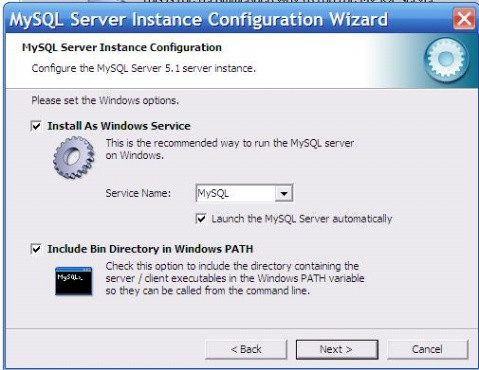 MySQL Server Instance Configuration Wizard
MySQL Server Instance Configuration
Configure the MySQL Server 5.1 server instance.
Please set the Windows options.
Install As Windows Service
This is the recommended way to run the MySQL server
on Windows.
Service Name:
MySQL
Launch the MySQL Server automatically
Include Bin Directory in Windows PATH
Check this option to include the directory containing the
server / client executables in the Windows PATH variable
so they can be called from the command line.
< Back
Next >
Cancel